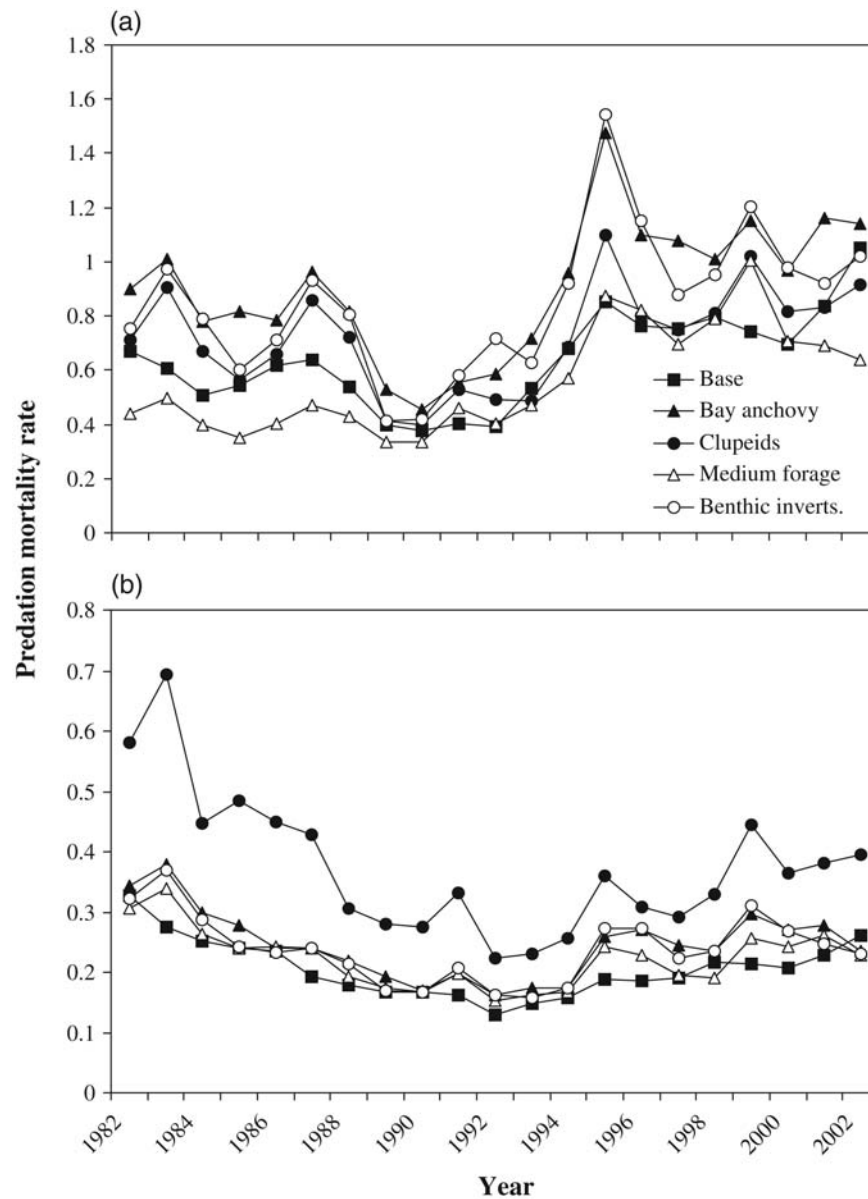 (a)
1.8
1.6
1.4
1.2
1
0.8
0.6
0.4
0.2
0
Base
Bay anchovy
Clupeids
Medium forage
Benthic inverts.
Predation mortality rate
(b)
0.8
0.7
0.6
0.5
0.4
0.3
0.2
0.1
0
1982 1984 1986 1988 1990 1992 1994 1996 1998 2000 2002
Year